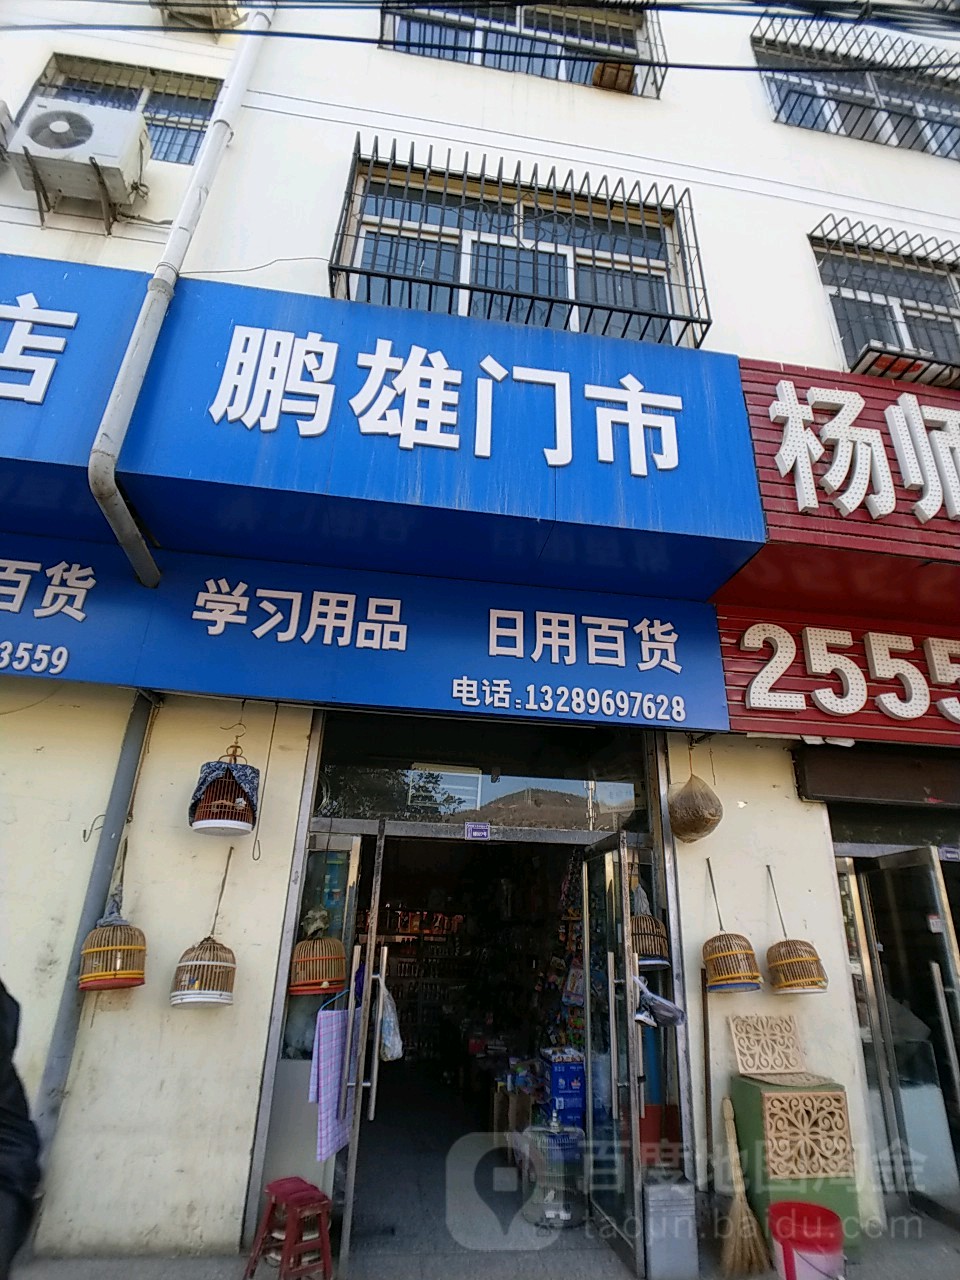 店
鹏雄门市
杨师
百货
学习用品 日用百货
3559
电话:13289697628
2555
百度地图淘金
taojin.baidu.com